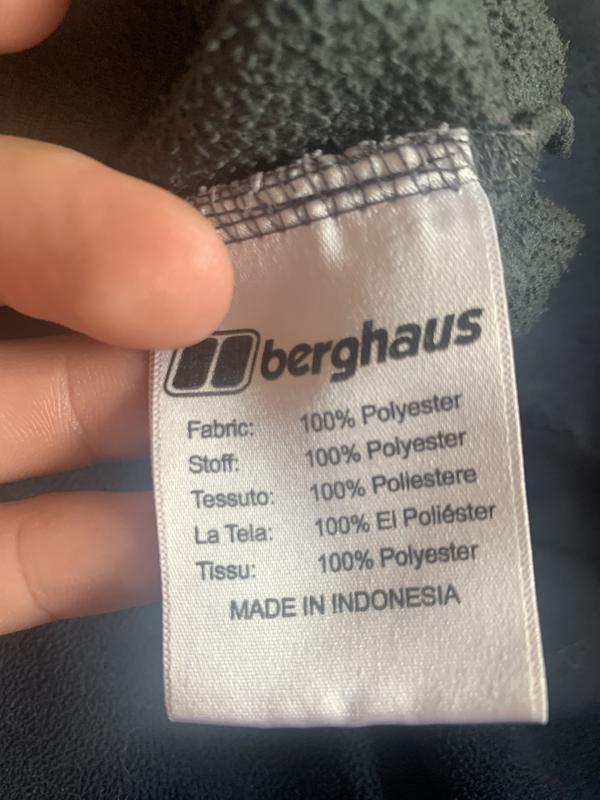 berghaus
Fabric: 100% Polyester
Stoff: 100% Polyester
Tessuto: 100% Poliestere
La Tela: 100% El Poliéster
Tissu: 100% Polyester
MADE IN INDONESIA